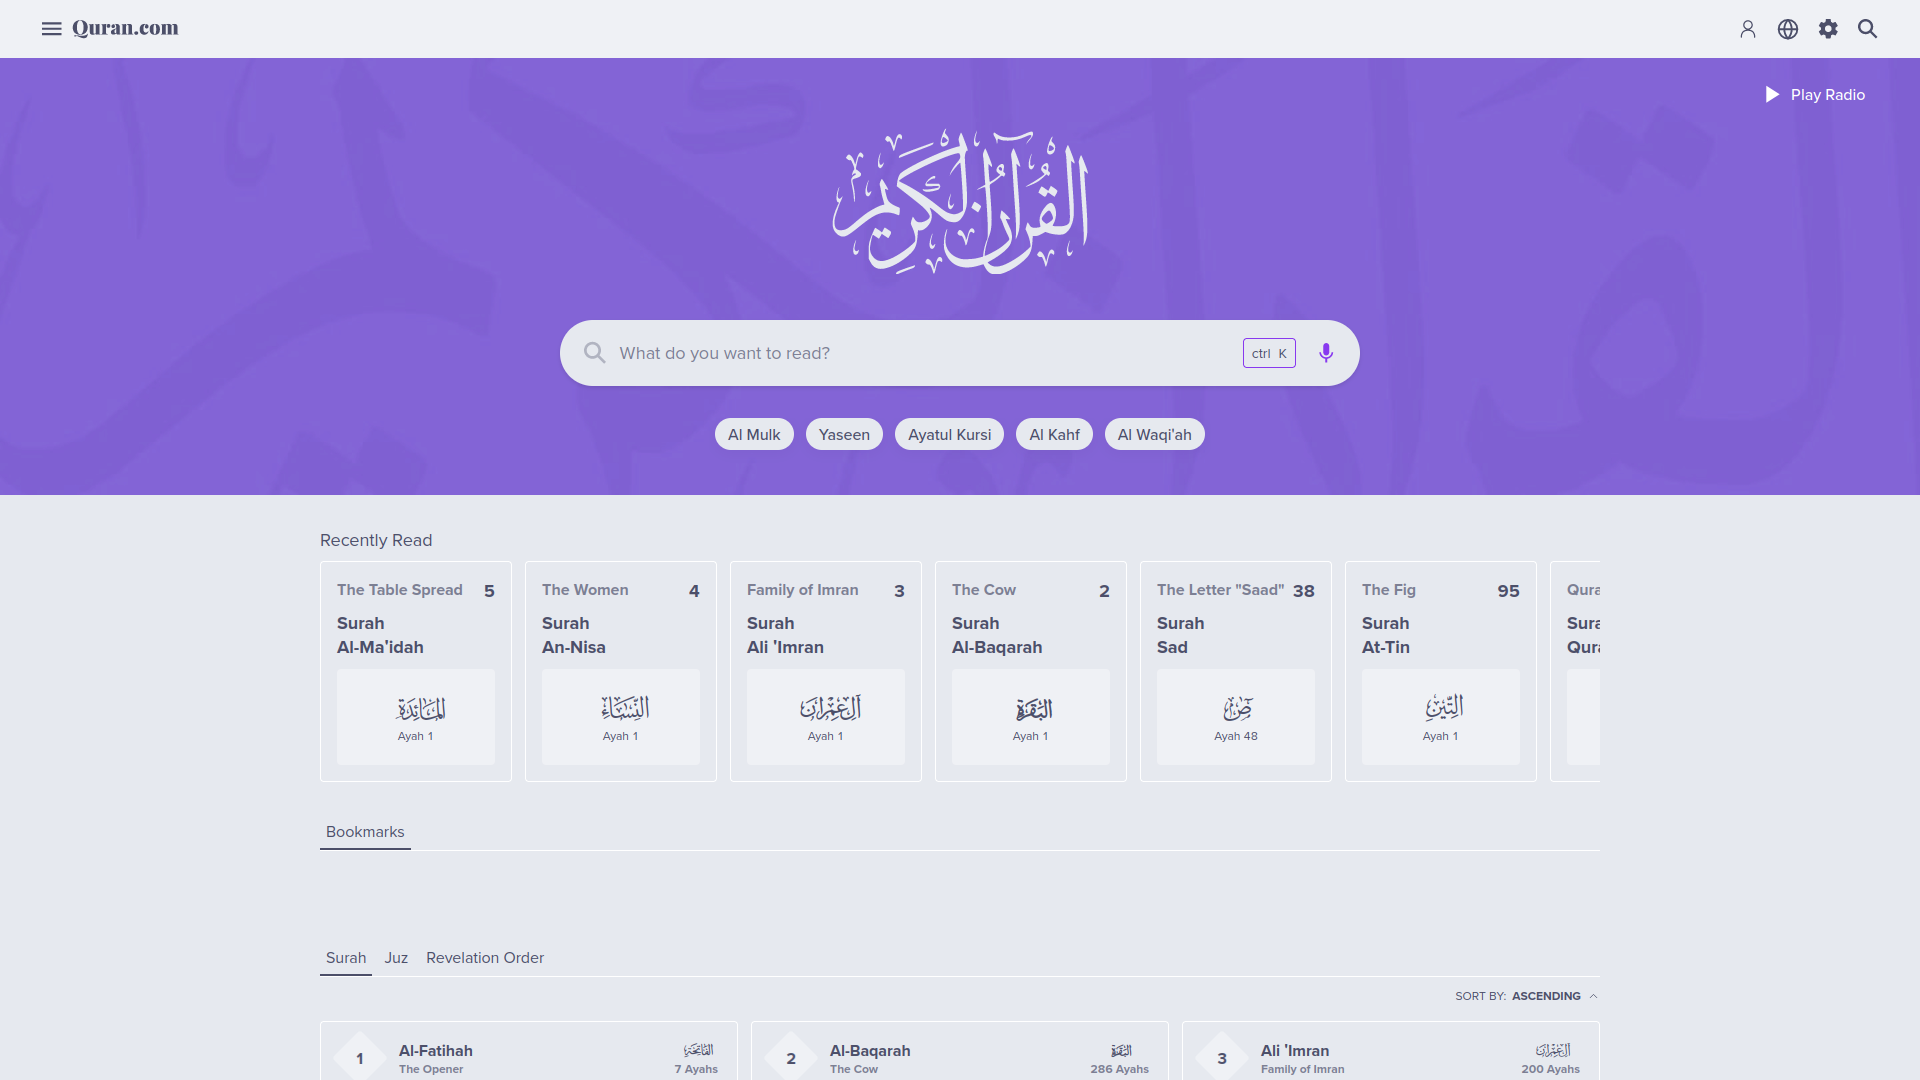 Quran.com
Play Radio
القرآن الكريم
What do you want to read?
ctrl K
Al Mulk
Yaseen
Ayatul Kursi
Al Kahf
Al Waqi'ah
Recently Read
The Table Spread 5
Surah
Al-Ma'idah
المائدة
Ayah 1
The Women 4
Surah
An-Nisa
النساء
Ayah 1
Family of Imran 3
Surah
Ali 'Imran
آل عمران
Ayah 1
The Cow 2
Surah
Al-Baqarah
البقرة
Ayah 1
The Letter "Saad" 38
Surah
Sad
ص
Ayah 48
The Fig 95
Surah
At-Tin
التين
Ayah 1
Bookmarks
Surah Juz Revelation Order
SORT BY: ASCENDING
1 Al-Fatihah الفاتحة
The Opener 7 Ayahs
2 Al-Baqarah البقرة
The Cow 286 Ayahs
3 Ali 'Imran آل عمران
Family of Imran 200 Ayahs